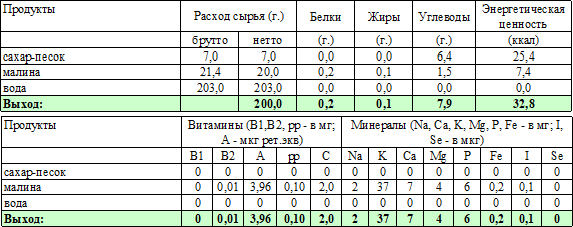 Продукты Расход сырья (г.) Белки Жиры Углеводы Энергетическая ценность
брутто нетто (г.) (г.) (г.) (ккал)
сахар-песок 7,0 7,0 0,0 0,0 6,4 25,4
малина 21,4 20,0 0,2 0,1 1,5 7,4
вода 203,0 203,0 0,0 0,0 0,0 0,0
Выход: 200,0 0,2 0,1 7,9 32,8
Продукты Витамины (B1,B2, pp - в мг; А - мкг рет.экв) Минералы (Na, Ca, K, Mg, P, Fe - в мг; I, Se - в мкг)
B1 B2 A pp C Na K Ca Mg P Fe I Se
сахар-песок 0 0 0 0 0 0 0 0 0 0 0 0 0
малина 0 0,01 3,96 0,10 2,0 2 37 7 4 6 0,2 0,1 0
вода 0 0 0 0 0 0 0 0 0 0 0 0 0
Выход: 0 0,01 3,96 0,10 2,0 2 37 7 4 6 0,2 0,1 0